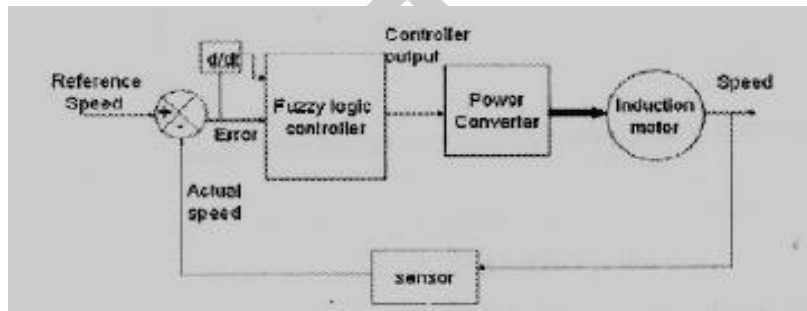 Controller
output
d/dt
Reference
Speed
Fuzzy logic
controller
Power
Converter
Induction
motor
Speed
+
-
Error
Actual
speed
sensor